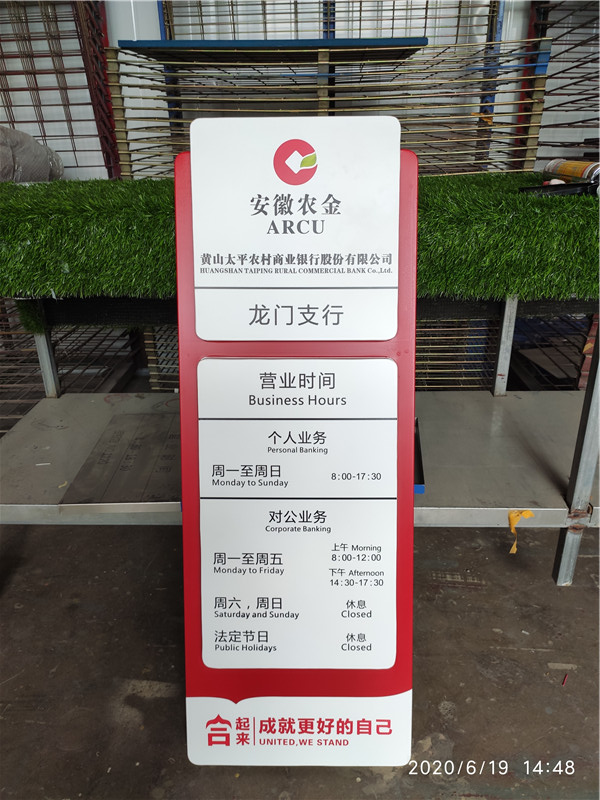 安徽农金
ARCU
黄山太平农村商业银行股份有限公司
HUANGSHAN TAIPING RURAL COMMERCIAL BANK Co.,Ltd.
龙门支行
营业时间
Business Hours
个人业务
Personal Banking
周一至周日 8:00-17:30
Monday to Sunday
对公业务
Corporate Banking
周一至周五
Monday to Friday
上午 Morning
8:00-12:00
下午 Afternoon
14:30-17:30
周六，周日 休息
Saturday and Sunday Closed
法定节日 休息
Public Holidays Closed
合起来 成就更好的自己
UNITED,WE STAND
2020/6/19 14:48